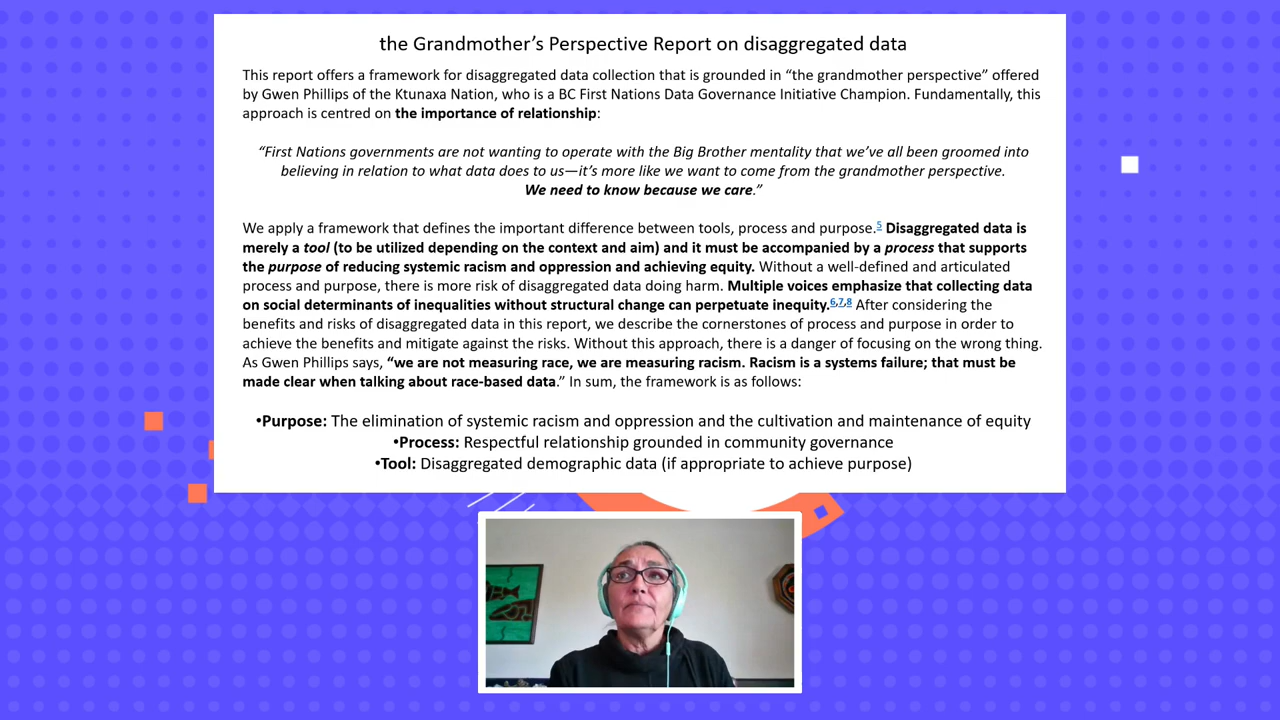 the Grandmother’s Perspective Report on disaggregated data
This report offers a framework for disaggregated data collection that is grounded in “the grandmother perspective” offered
by Gwen Phillips of the Ktunaxa Nation, who is a BC First Nations Data Governance Initiative Champion. Fundamentally, this
approach is centred on the importance of relationship:
“First Nations governments are not wanting to operate with the Big Brother mentality that we’ve all been groomed into
believing in relation to what data does to us—it’s more like we want to come from the grandmother perspective.
We need to know because we care.”
We apply a framework that defines the important difference between tools, process and purpose.5 Disaggregated data is
merely a tool (to be utilized depending on the context and aim) and it must be accompanied by a process that supports
the purpose of reducing systemic racism and oppression and achieving equity. Without a well-defined and articulated
process and purpose, there is more risk of disaggregated data doing harm. Multiple voices emphasize that collecting data
on social determinants of inequalities without structural change can perpetuate inequity.6,7,8 After considering the
benefits and risks of disaggregated data in this report, we describe the cornerstones of process and purpose in order to
achieve the benefits and mitigate against the risks. Without this approach, there is a danger of focusing on the wrong thing.
As Gwen Phillips says, “we are not measuring race, we are measuring racism. Racism is a systems failure; that must be
made clear when talking about race-based data.” In sum, the framework is as follows:
•Purpose: The elimination of systemic racism and oppression and the cultivation and maintenance of equity
•Process: Respectful relationship grounded in community governance
•Tool: Disaggregated demographic data (if appropriate to achieve purpose)